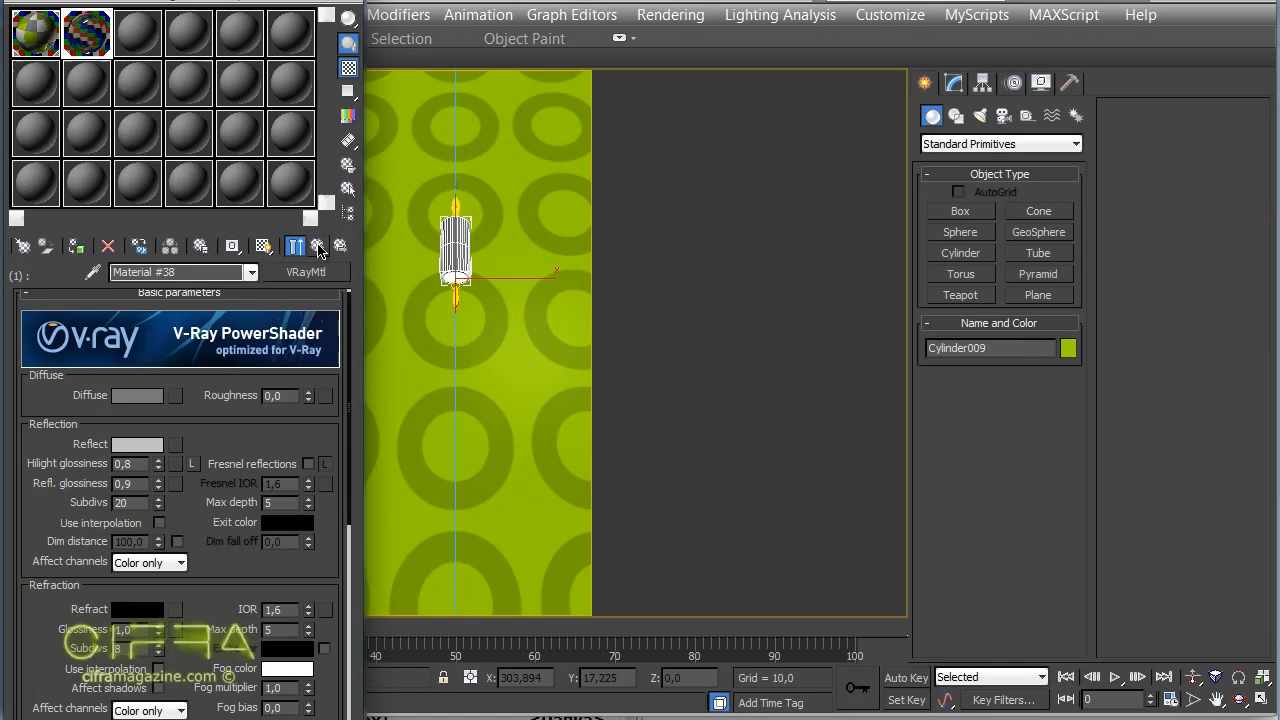 Modifiers Animation Graph Editors Rendering Lighting Analysis Customize MyScripts MAXScript Help
Selection Object Paint
Standard Primitives
- Object Type
AutoGrid
Box Cone
Sphere GeoSphere
Cylinder Tube
Torus Pyramid
Teapot Plane
- Name and Color
Cylinder009
(1) : Material #38 VRayMtl
- Basic parameters
v·ray V-Ray PowerShader
optimized for V-Ray
Diffuse
Diffuse Roughness 0,0
Reflection
Reflect
Hilight glossiness 0,8 L Fresnel reflections L
Refl. glossiness 0,9 Fresnel IOR 1,6
Subdivs 20 Max depth 5
Use interpolation Exit color
Dim distance 100,0 Dim fall off 0,0
Affect channels Color only
Refraction
Refract IOR 1,6
Glossiness 1,0 Max depth 5
Subdivs 8
Use interpolation Fog color
Affect shadows Fog multiplier 1,0
Affect channels Color only Fog bias 0,0
CIFRA
ciframagazine.com ©
x
40 50 60 70 80 90 100
X: 303,894 Y: 17,225 Z: 0,0 Grid = 10,0
Add Time Tag
Auto Key Selected
Set Key Key Filters... 0